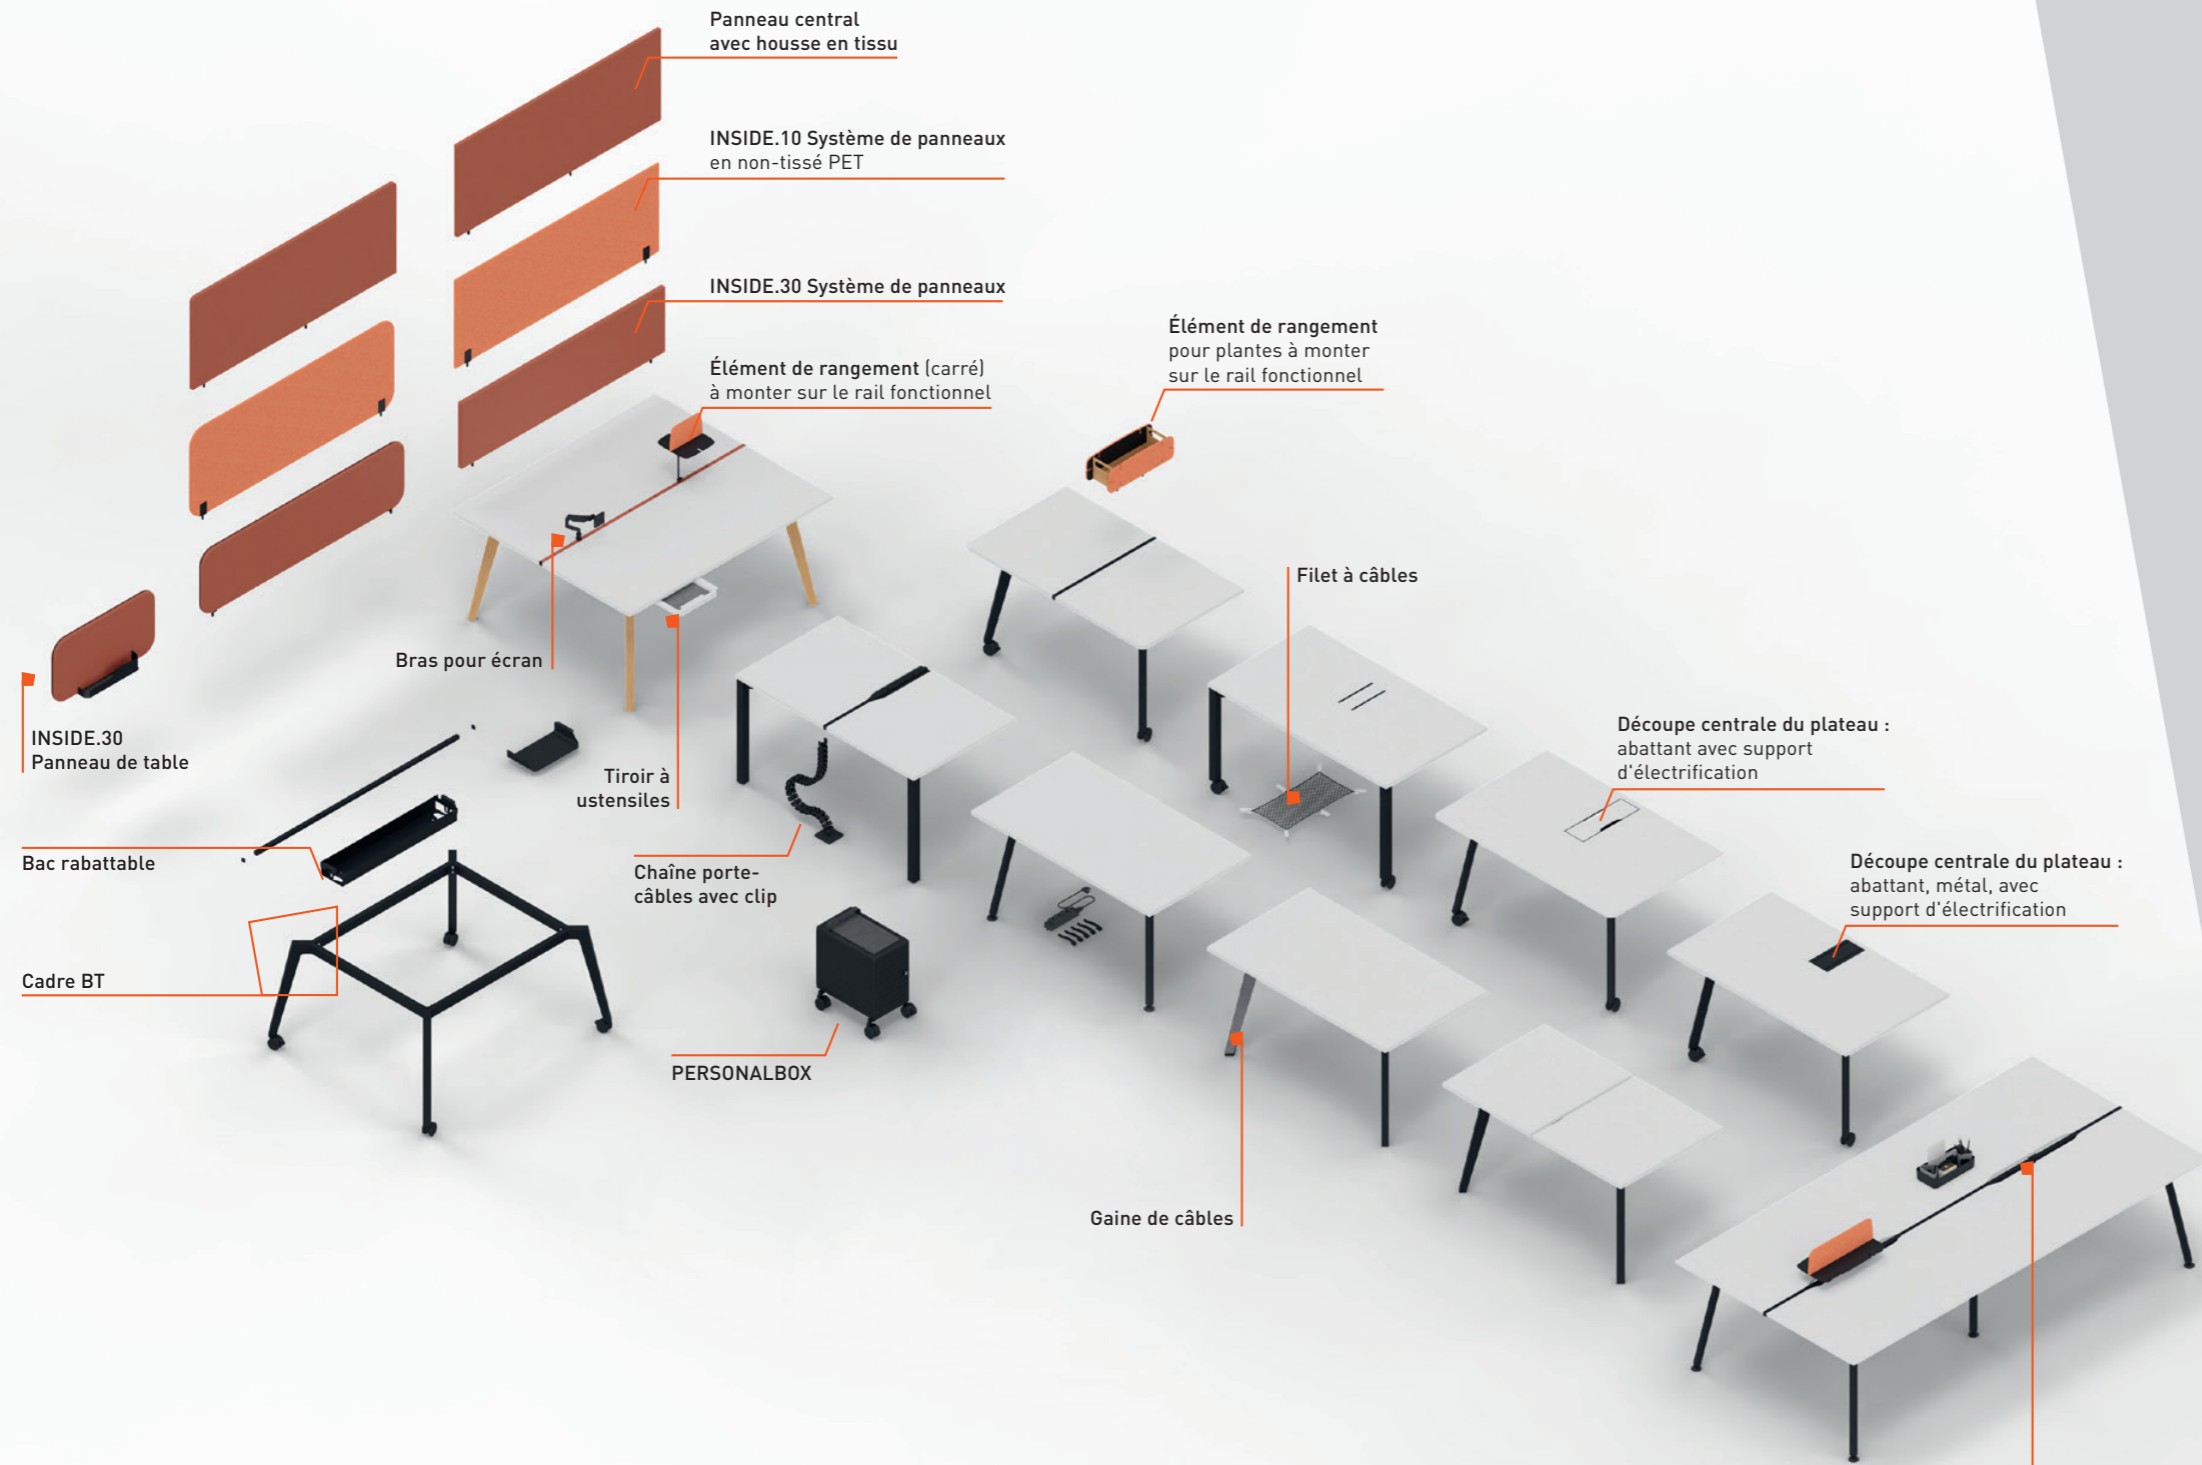 Panneau central
avec housse en tissu
INSIDE.10 Système de panneaux
en non-tissé PET
INSIDE.30 Système de panneaux
Élément de rangement (carré)
à monter sur le rail fonctionnel
Élément de rangement
pour plantes à monter
sur le rail fonctionnel
Filet à câbles
Bras pour écran
INSIDE.30
Panneau de table
Tiroir à
ustensiles
Découpe centrale du plateau :
abattant avec support
d'électrification
Bac rabattable
Chaîne porte-
câbles avec clip
Découpe centrale du plateau :
abattant, métal, avec
support d'électrification
Cadre BT
PERSONALBOX
Gaine de câbles